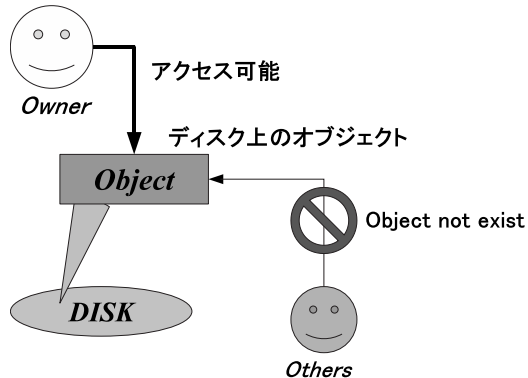 アクセス可能
Owner
ディスク上のオブジェクト
Object
Object not exist
DISK
Others